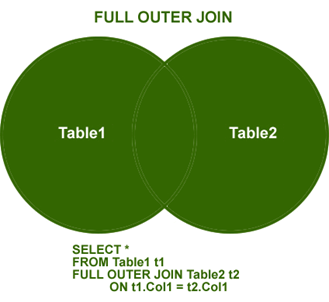 FULL OUTER JOIN
Table1
Table2
SELECT *
FROM Table1 t1
FULL OUTER JOIN Table2 t2
ON t1.Col1 = t2.Col1